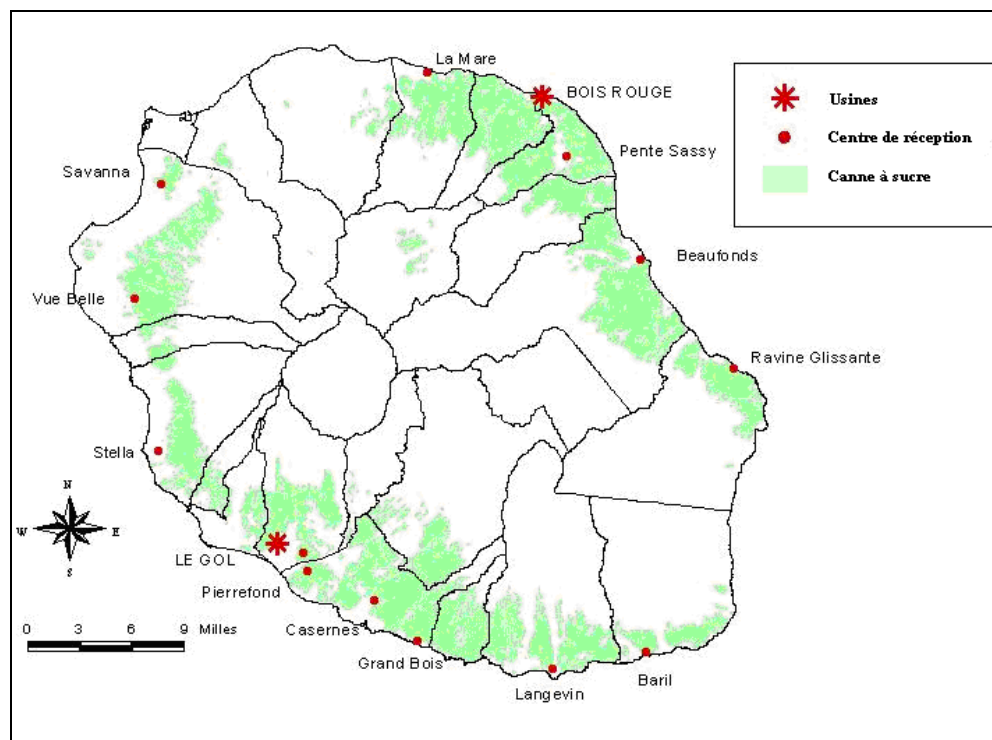 La Mare
BOIS ROUGE
Usines
Centre de réception
Pente Sassy
Savanna
Canne à sucre
Beaufonds
Vue Belle
Ravine Glissante
Stella
N
W E
S
LE GOL
Pierrefond
0 3 6 9 Milles
Casernes
Grand Bois
Langevin
Baril